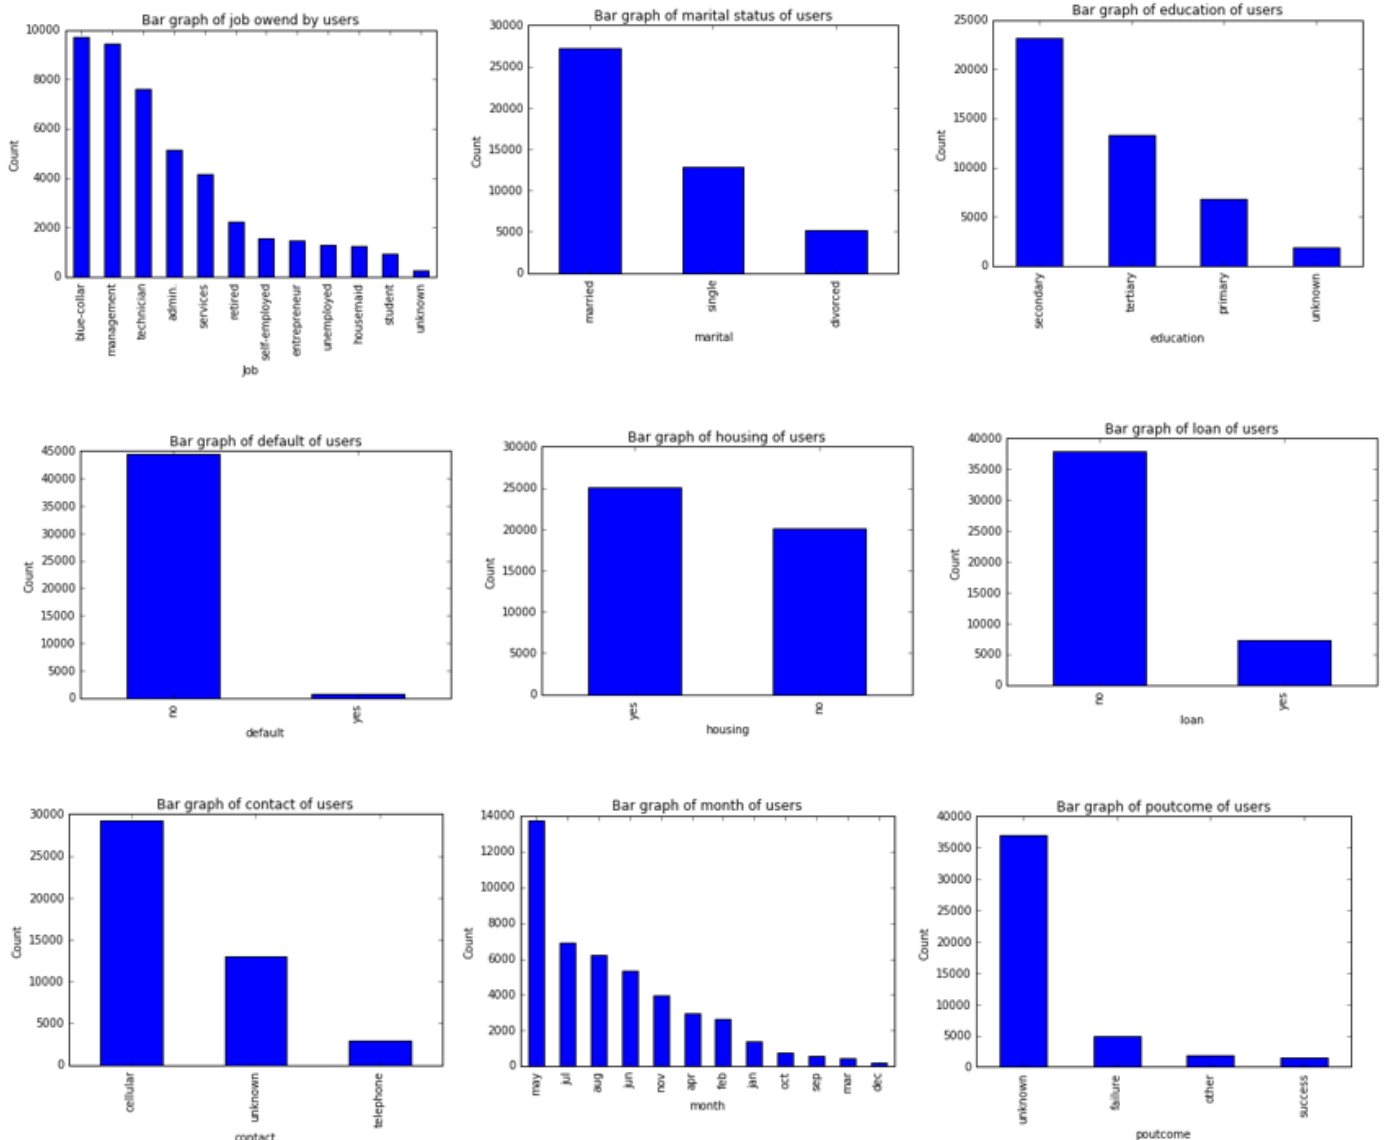 Bar graph of job owend by users
10000
8000
6000
4000
2000
0
Count
blue-collar
management
technician
admin.
services
retired
self-employed
entrepreneur
unemployed
housemaid
student
unknown
Job
Bar graph of marital status of users
30000
25000
20000
15000
10000
5000
0
Count
married
single
divorced
marital
Bar graph of education of users
25000
20000
15000
10000
5000
0
Count
secondary
tertiary
primary
unknown
education
Bar graph of default of users
45000
40000
35000
30000
25000
20000
15000
10000
5000
0
Count
no
yes
default
Bar graph of housing of users
30000
25000
20000
15000
10000
5000
0
Count
yes
no
housing
Bar graph of loan of users
40000
35000
30000
25000
20000
15000
10000
5000
0
Count
no
yes
loan
Bar graph of contact of users
30000
25000
20000
15000
10000
5000
0
Count
cellular
unknown
telephone
contact
Bar graph of month of users
14000
12000
10000
8000
6000
4000
2000
0
Count
may
jul
aug
jun
nov
apr
feb
jan
oct
sep
mar
dec
month
Bar graph of poutcome of users
40000
35000
30000
25000
20000
15000
10000
5000
0
Count
unknown
failure
other
success
poutcome